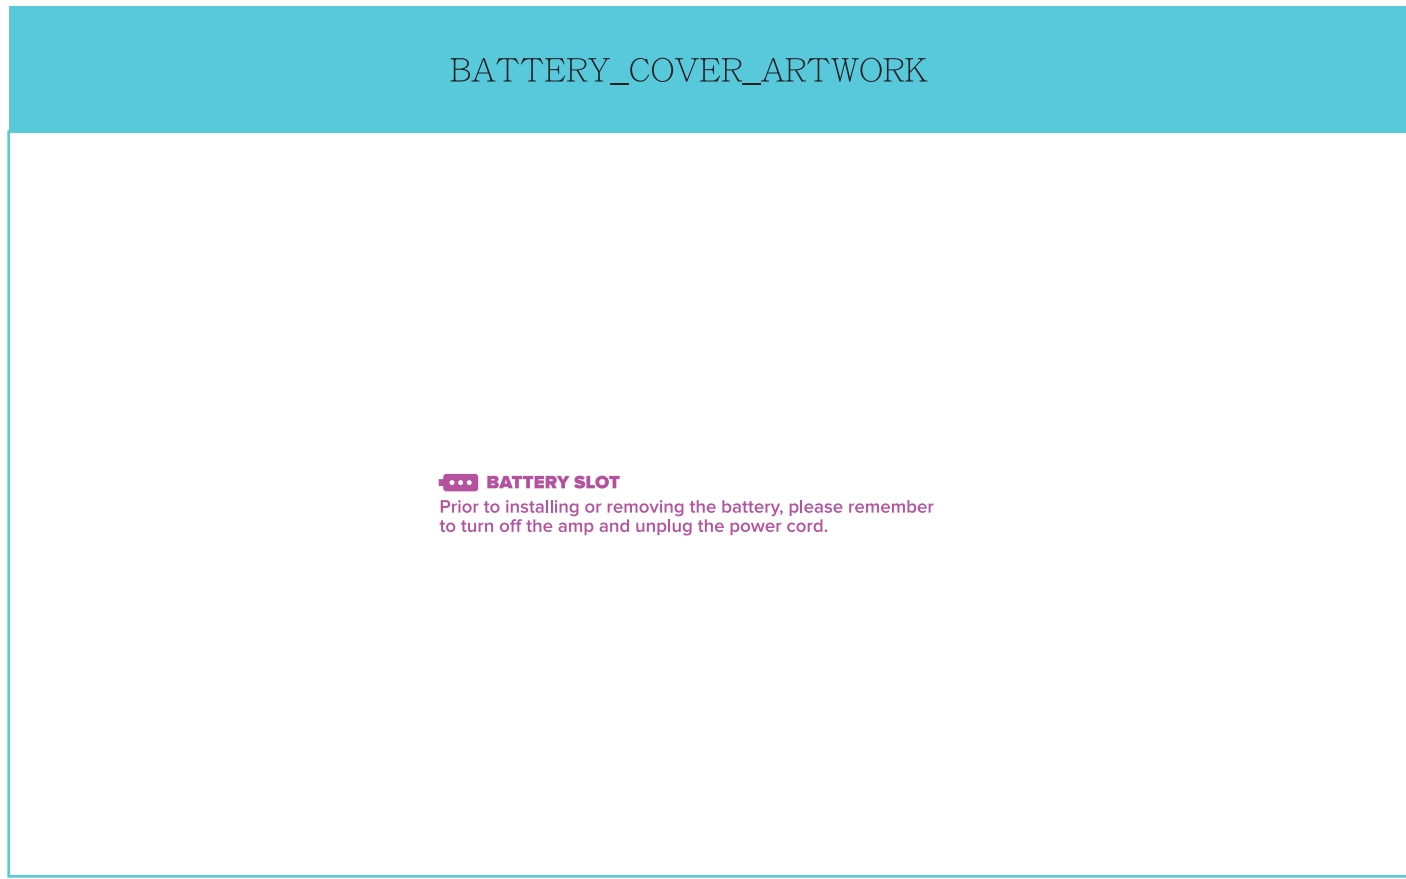 BATTERY_COVER_ARTWORK
BATTERY SLOT
Prior to installing or removing the battery, please remember
to turn off the amp and unplug the power cord.